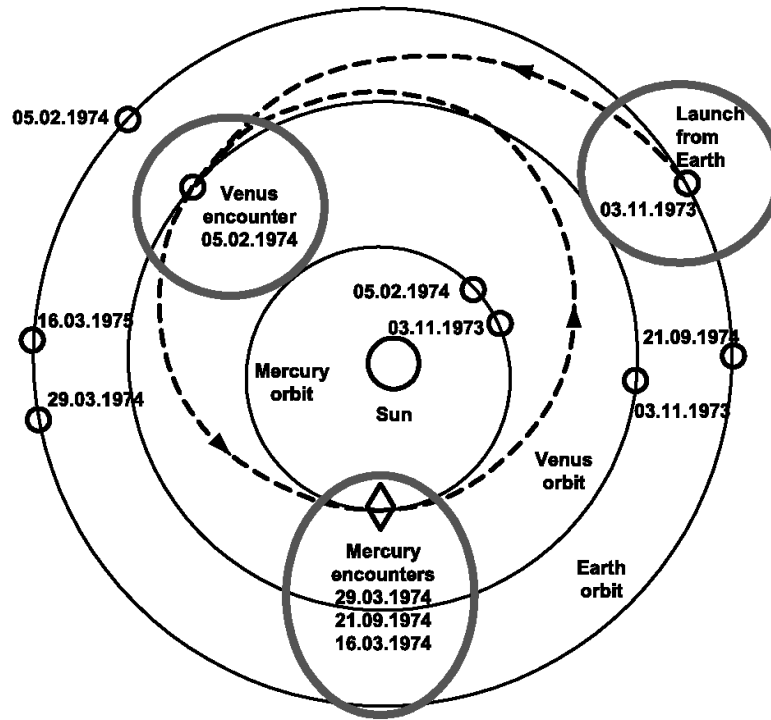 05.02.1974
Launch
from
Earth
03.11.1973
Venus
encounter
05.02.1974
05.02.1974
03.11.1973
16.03.1975
21.09.1974
Mercury
orbit
29.03.1974
03.11.1973
Sun
Venus
orbit
Mercury
encounters
29.03.1974
21.09.1974
16.03.1974
Earth
orbit